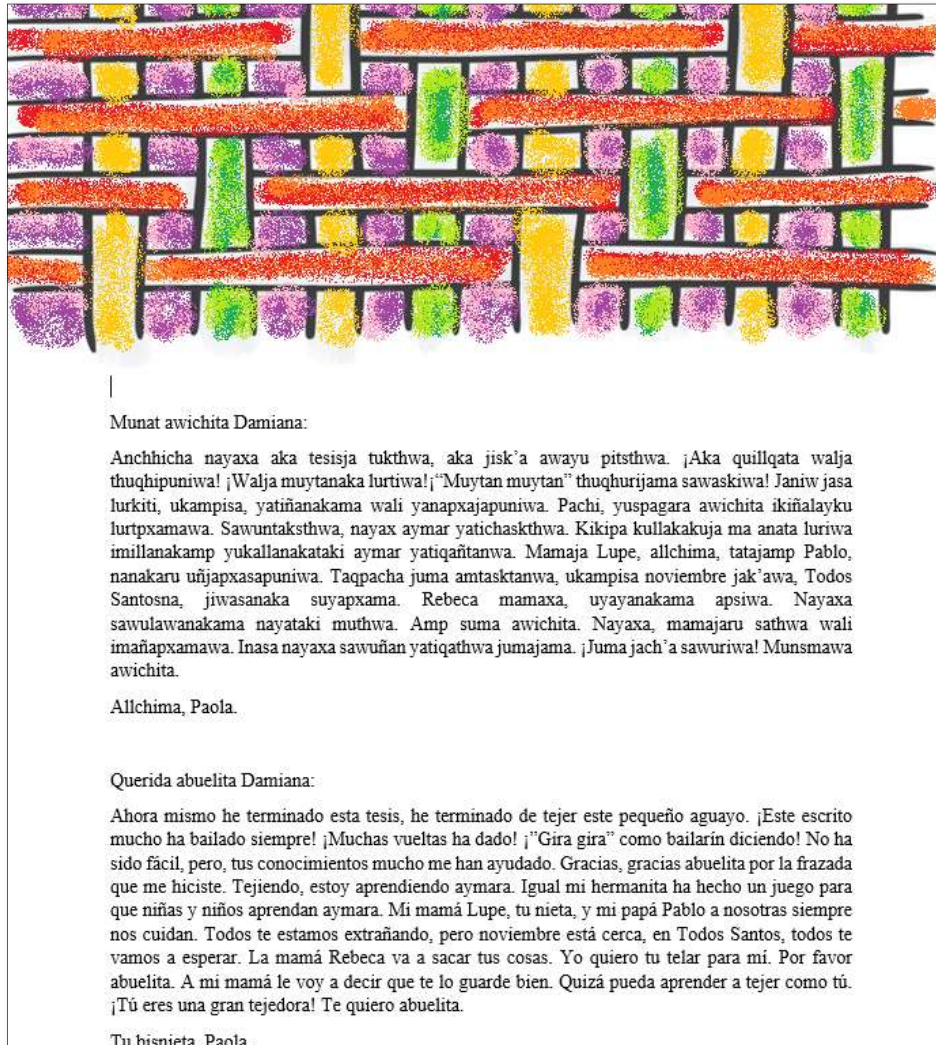 Munat awichita Damiana:
Anchhicha nayaxa aka tesisja tukthwa, aka jisk’a awayu pitsthwa. ¡Aka quillqata walja
thuqhipuniwa! ¡Walja muytanaka lurtiwa!¡“Muytan muytan” thuqhurijama sawaskiwa! Janiw jasa
lurkiti, ukampisa, yatiñanakama wali yanapxajapuniwa. Pachi, yuspagara awichita ikiñalayku
lurtpxamawa. Sawuntaksthwa, nayax aymar yatichaskthwa. Kikipa kullakakuja ma anata luriwa
imillanakamp yukallanakataki aymar yatiqañtanwa. Mamaja Lupe, allchima, tatajamp Pablo,
nanakaru uñjapxasapuniwa. Taqpacha juma amtasktanwa, ukampisa noviembre jak’awa, Todos
Santosna, jiwasanaka suyapxama. Rebeca mamaxa, uyayanakama apsiwa. Nayaxa
sawulawanakama nayataki muthwa. Amp suma awichita. Nayaxa, mamajaru sathwa wali
imañapxamawa. Inasa nayaxa sawuñan yatiqathwa jumajama. ¡Juma jach’a sawuriwa! Munsmawa
awichita.
Allchima, Paola.
Querida abuelita Damiana:
Ahora mismo he terminado esta tesis, he terminado de tejer este pequeño aguayo. ¡Este escrito
mucho ha bailado siempre! ¡Muchas vueltas ha dado! ¡”Gira gira” como bailarín diciendo! No ha
sido fácil, pero, tus conocimientos mucho me han ayudado. Gracias, gracias abuelita por la frazada
que me hiciste. Tejiendo, estoy aprendiendo aymara. Igual mi hermanita ha hecho un juego para
que niñas y niños aprendan aymara. Mi mamá Lupe, tu nieta, y mi papá Pablo a nosotras siempre
nos cuidan. Todos te estamos extrañando, pero noviembre está cerca, en Todos Santos, todos te
vamos a esperar. La mamá Rebeca va a sacar tus cosas. Yo quiero tu telar para mí. Por favor
abuelita. A mi mamá le voy a decir que te lo guarde bien. Quizá pueda aprender a tejer como tú.
¡Tú eres una gran tejedora! Te quiero abuelita.
Tu bisnieta, Paola.